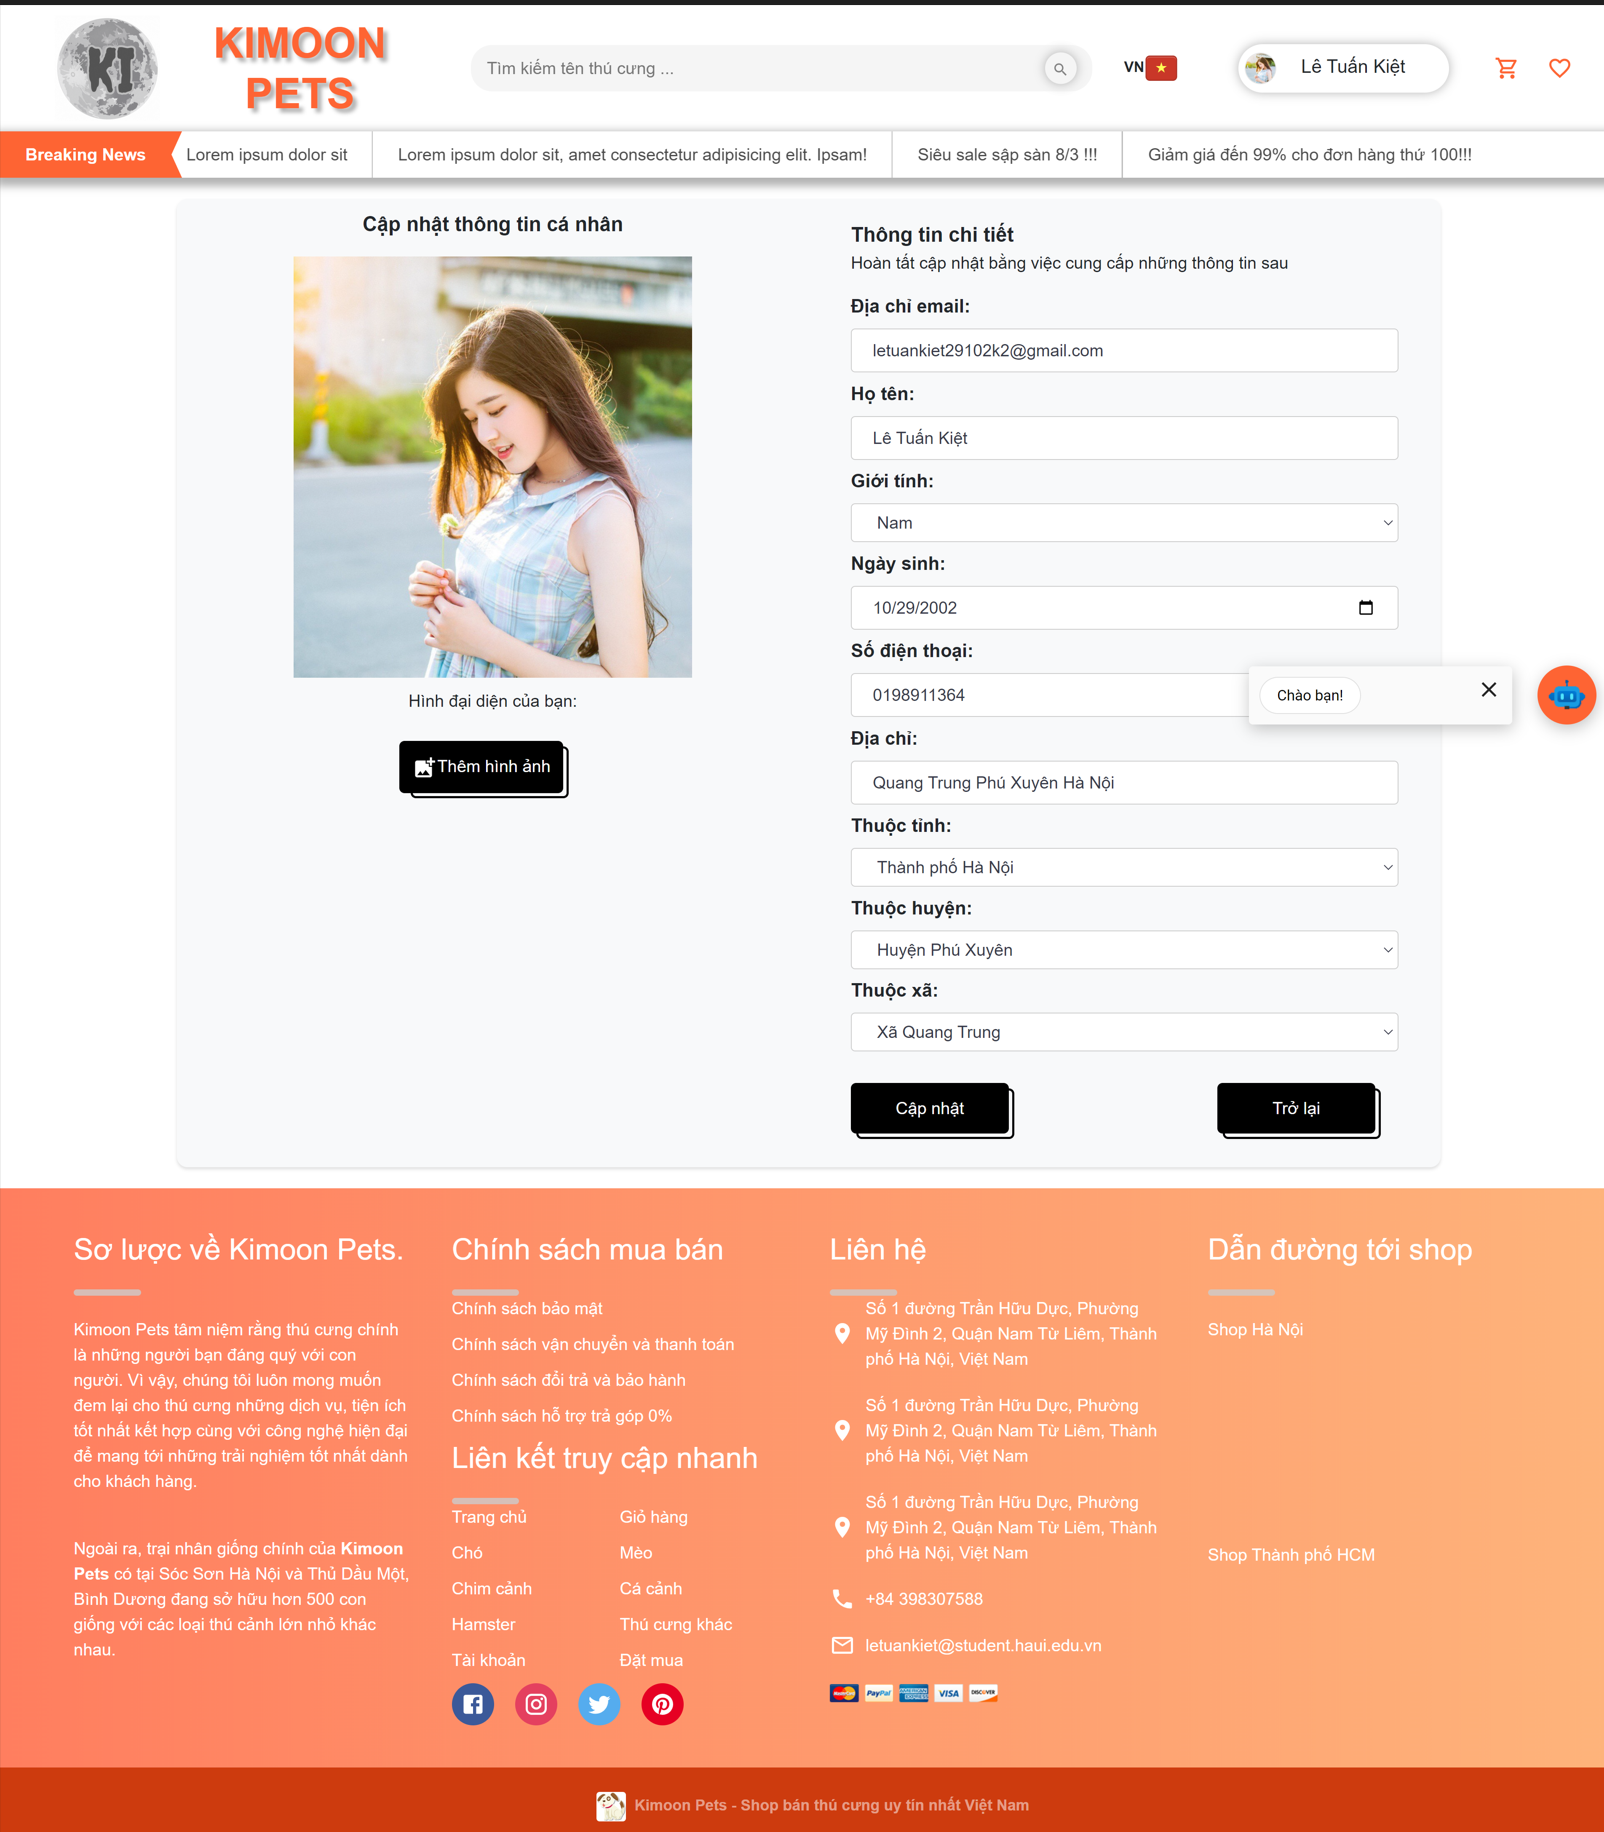 KI
KIMOON
PETS
Tìm kiếm tên thú cưng ...
VN
Lê Tuấn Kiệt
Breaking News
Lorem ipsum dolor sit
Lorem ipsum dolor sit, amet consectetur adipisicing elit. Ipsam!
Siêu sale sập sàn 8/3 !!!
Giảm giá đến 99% cho đơn hàng thứ 100!!!
Cập nhật thông tin cá nhân
Hình đại diện của bạn:
Thêm hình ảnh
Thông tin chi tiết
Hoàn tất cập nhật bằng việc cung cấp những thông tin sau
Địa chỉ email:
letuankiet29102k2@gmail.com
Họ tên:
Lê Tuấn Kiệt
Giới tính:
Nam
Ngày sinh:
10/29/2002
Số điện thoại:
0198911364
Chào bạn!
Địa chỉ:
Quang Trung Phú Xuyên Hà Nội
Thuộc tỉnh:
Thành phố Hà Nội
Thuộc huyện:
Huyện Phú Xuyên
Thuộc xã:
Xã Quang Trung
Cập nhật
Trở lại
Sơ lược về Kimoon Pets.
Kimoon Pets tâm niệm rằng thú cưng chính
là những người bạn đáng quý với con
người. Vì vậy, chúng tôi luôn mong muốn
đem lại cho thú cưng những dịch vụ, tiện ích
tốt nhất kết hợp cùng với công nghệ hiện đại
để mang tới những trải nghiệm tốt nhất dành
cho khách hàng.
Ngoài ra, trại nhân giống chính của Kimoon
Pets có tại Sóc Sơn Hà Nội và Thủ Dầu Một,
Bình Dương đang sở hữu hơn 500 con
giống với các loại thú cảnh lớn nhỏ khác
nhau.
Chính sách mua bán
Chính sách bảo mật
Chính sách vận chuyển và thanh toán
Chính sách đổi trả và bảo hành
Chính sách hỗ trợ trả góp 0%
Liên kết truy cập nhanh
Trang chủ
Giỏ hàng
Chó
Mèo
Chim cảnh
Cá cảnh
Hamster
Thú cưng khác
Tài khoản
Đặt mua
Liên hệ
Số 1 đường Trần Hữu Dực, Phường
Mỹ Đình 2, Quận Nam Từ Liêm, Thành
phố Hà Nội, Việt Nam
Số 1 đường Trần Hữu Dực, Phường
Mỹ Đình 2, Quận Nam Từ Liêm, Thành
phố Hà Nội, Việt Nam
Số 1 đường Trần Hữu Dực, Phường
Mỹ Đình 2, Quận Nam Từ Liêm, Thành
phố Hà Nội, Việt Nam
+84 398307588
letuankiet@student.haui.edu.vn
MasterCard PayPal AMERICAN EXPRESS VISA DISCOVER
Dẫn đường tới shop
Shop Hà Nội
Shop Thành phố HCM
Kimoon Pets - Shop bán thú cưng uy tín nhất Việt Nam